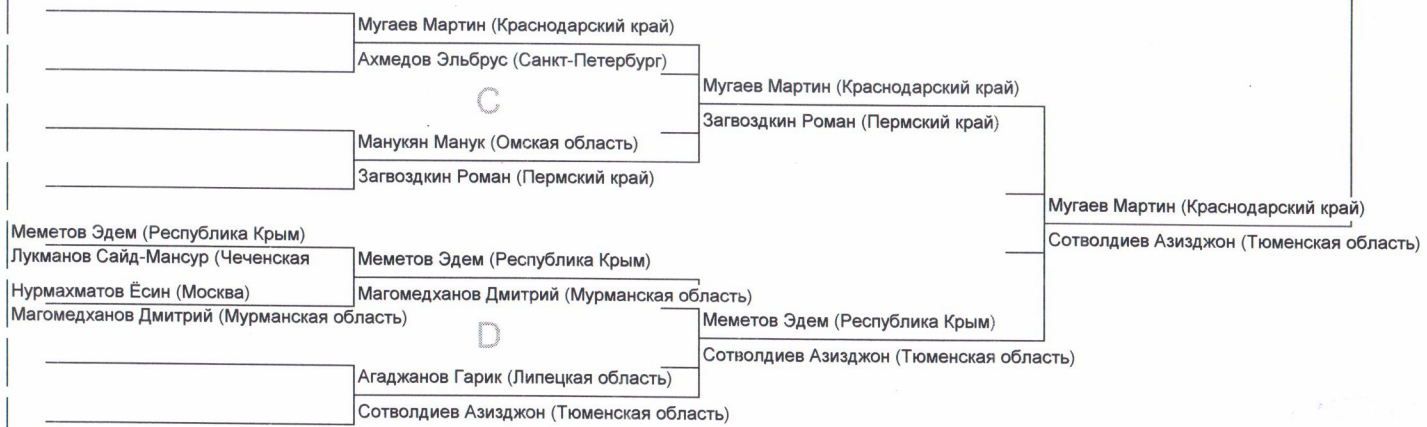 Мугаев Мартин (Краснодарский край)
Ахмедов Эльбрус (Санкт-Петербург)
C
Мугаев Мартин (Краснодарский край)
Загвоздкин Роман (Пермский край)
Манукян Манук (Омская область)
Загвоздкин Роман (Пермский край)
Мугаев Мартин (Краснодарский край)
Сотволдиев Азизджон (Тюменская область)
Меметов Эдем (Республика Крым)
Лукманов Сайд-Мансур (Чеченская
Меметов Эдем (Республика Крым)
Нурмахматов Ёсин (Москва)
Магомедханов Дмитрий (Мурманская область)
Магомедханов Дмитрий (Мурманская область)
D
Меметов Эдем (Республика Крым)
Сотволдиев Азизджон (Тюменская область)
Агаджанов Гарик (Липецкая область)
Сотволдиев Азизджон (Тюменская область)